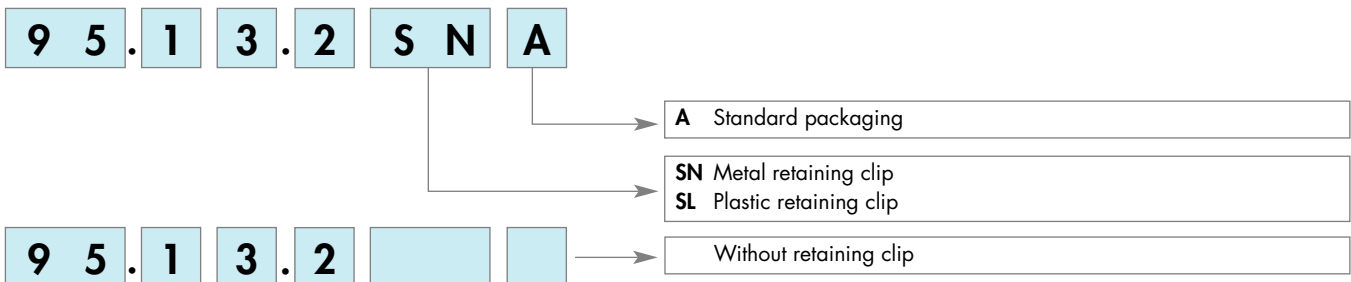 9 5.1 3.2 S N A
A Standard packaging
SN Metal retaining clip
SL Plastic retaining clip
9 5.1 3.2 Without retaining clip